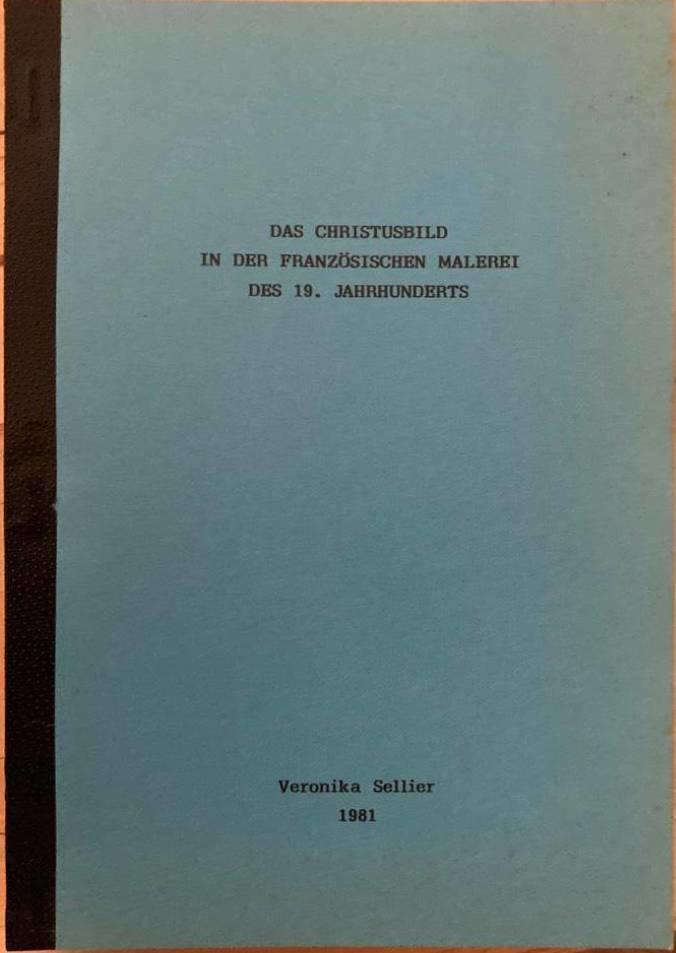 DAS CHRISTUSBILD
IN DER FRANZÖSISCHEN MALEREI
DES 19. JAHRHUNDERTS
Veronika Sellier
1981